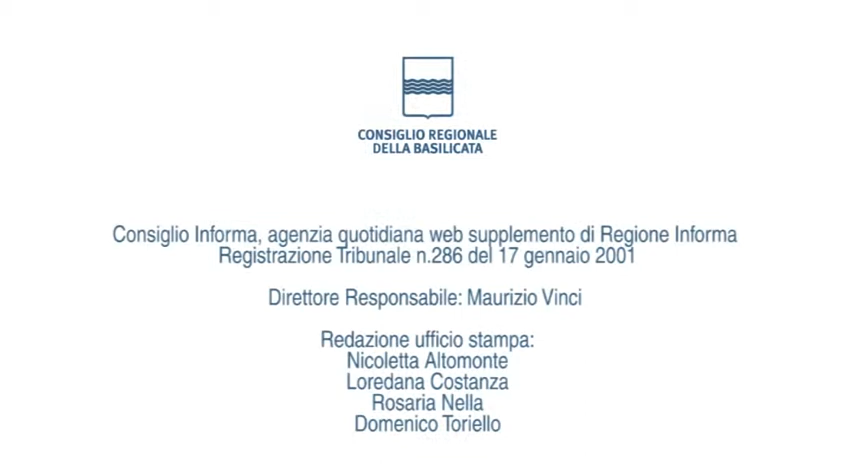 CONSIGLIO REGIONALE
DELLA BASILICATA
Consiglio Informa, agenzia quotidiana web supplemento di Regione Informa
Registrazione Tribunale n.286 del 17 gennaio 2001
Direttore Responsabile: Maurizio Vinci
Redazione ufficio stampa:
Nicoletta Altomonte
Loredana Costanza
Rosaria Nella
Domenico Toriello